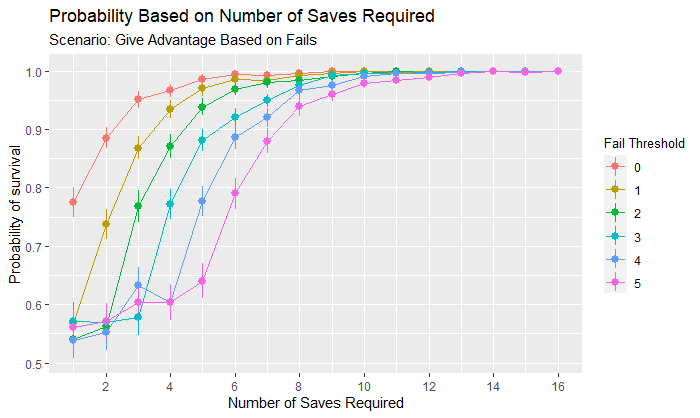 Probability Based on Number of Saves Required
Scenario: Give Advantage Based on Fails
Probability of survival
1.0
0.9
0.8
0.7
0.6
0.5
2 4 6 8 10 12 14 16
Number of Saves Required
Fail Threshold
0
1
2
3
4
5